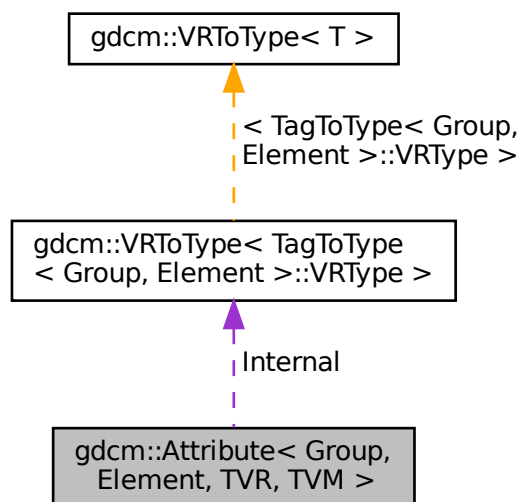 gdcm::VRToType< T >
< TagToType< Group,
Element >::VRType >
gdcm::VRToType< TagToType
< Group, Element >::VRType >
Internal
gdcm::Attribute< Group,
Element, TVR, TVM >